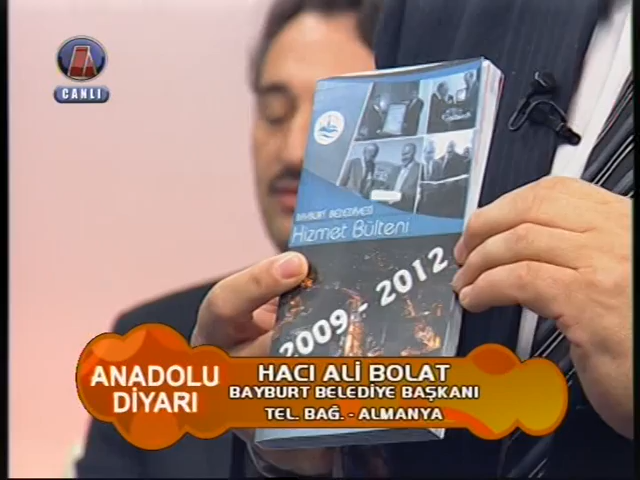 CANLI
BAYBURT BELEDİYESİ
Hizmet Bülteni
2009 - 2012
ANADOLU
DİYARI
HACI ALİ BOLAT
BAYBURT BELEDİYE BAŞKANI
TEL. BAĞ. - ALMANYA